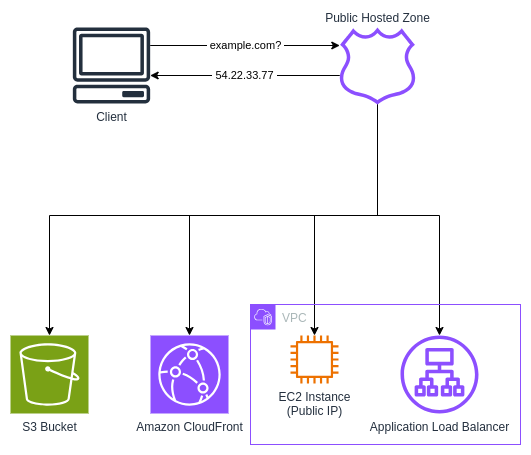 Public Hosted Zone
example.com?
54.22.33.77
Client
VPC
S3 Bucket
Amazon CloudFront
EC2 Instance
(Public IP)
Application Load Balancer